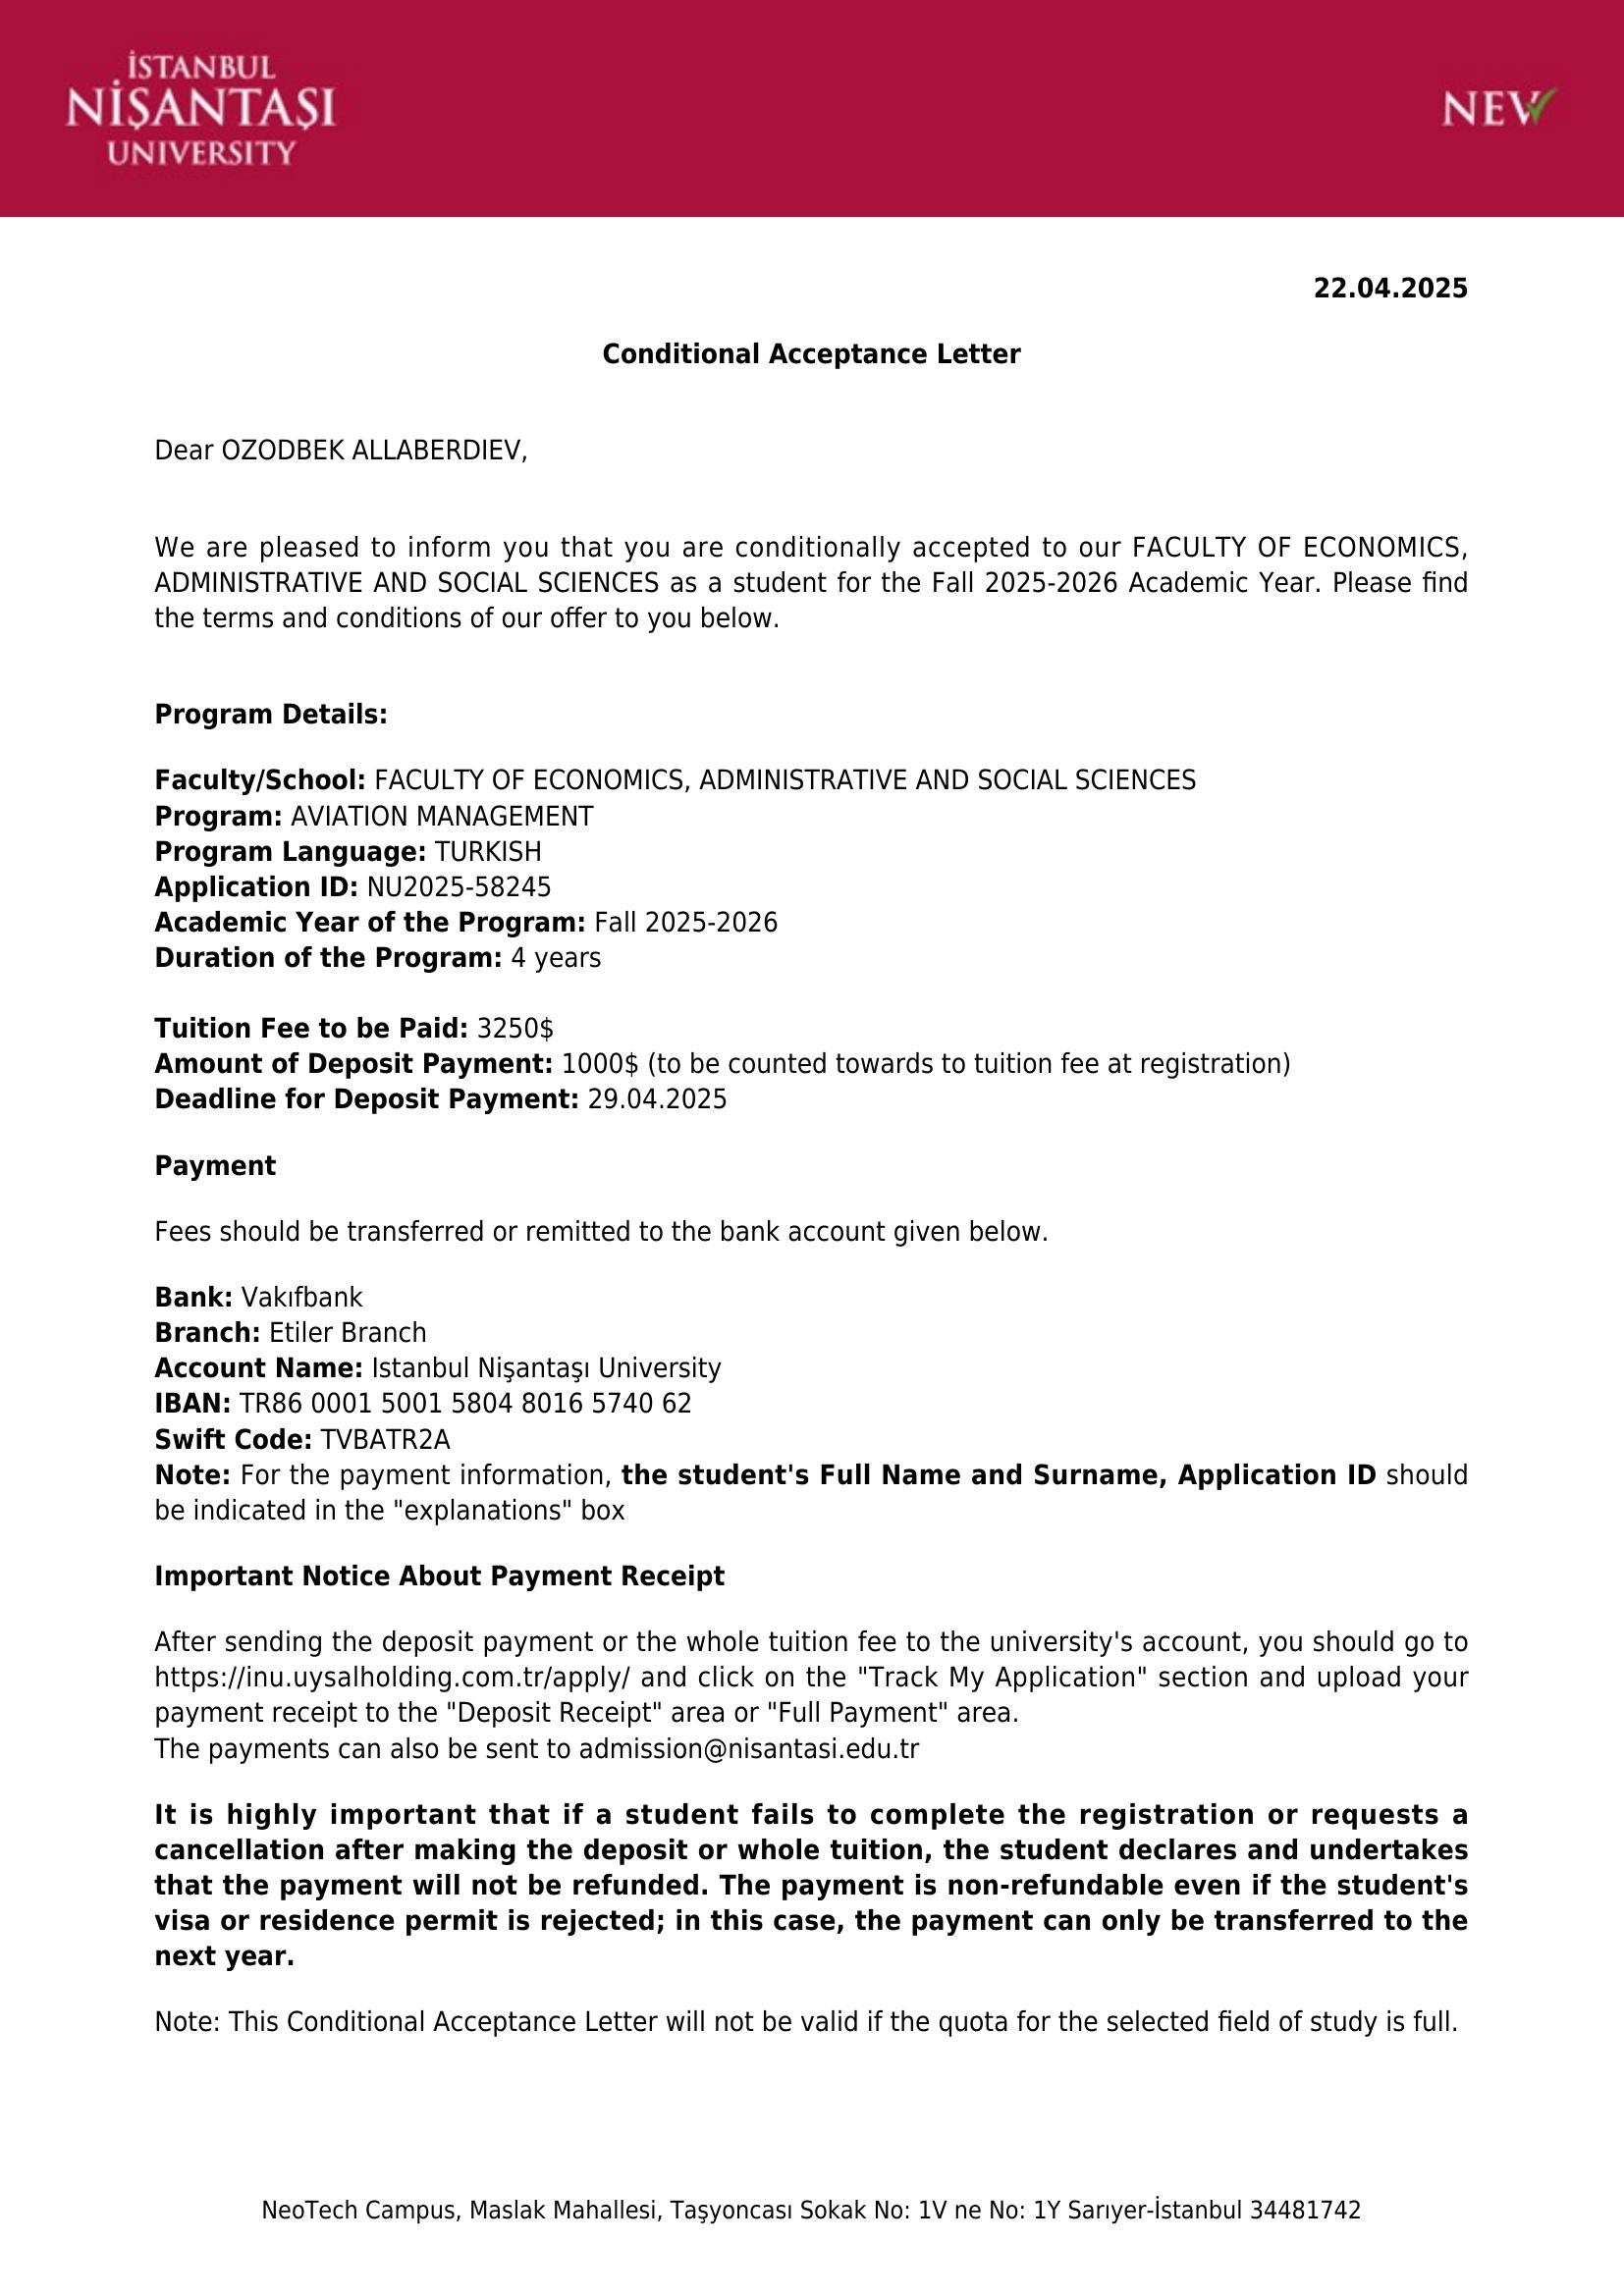 İSTANBUL
NİŞANTAŞI
UNIVERSITY
NEV
22.04.2025
Conditional Acceptance Letter
Dear OZODBEK ALLABERDIEV,
We are pleased to inform you that you are conditionally accepted to our FACULTY OF ECONOMICS,
ADMINISTRATIVE AND SOCIAL SCIENCES as a student for the Fall 2025-2026 Academic Year. Please find
the terms and conditions of our offer to you below.
Program Details:
Faculty/School: FACULTY OF ECONOMICS, ADMINISTRATIVE AND SOCIAL SCIENCES
Program: AVIATION MANAGEMENT
Program Language: TURKISH
Application ID: NU2025-58245
Academic Year of the Program: Fall 2025-2026
Duration of the Program: 4 years
Tuition Fee to be Paid: 3250$
Amount of Deposit Payment: 1000$ (to be counted towards to tuition fee at registration)
Deadline for Deposit Payment: 29.04.2025
Payment
Fees should be transferred or remitted to the bank account given below.
Bank: Vakıfbank
Branch: Etiler Branch
Account Name: Istanbul Nişantaşı University
IBAN: TR86 0001 5001 5804 8016 5740 62
Swift Code: TVBATR2A
Note: For the payment information, the student's Full Name and Surname, Application ID should
be indicated in the "explanations" box
Important Notice About Payment Receipt
After sending the deposit payment or the whole tuition fee to the university's account, you should go to
https://inu.uysalholding.com.tr/apply/ and click on the "Track My Application" section and upload your
payment receipt to the "Deposit Receipt" area or "Full Payment" area.
The payments can also be sent to admission@nisantasi.edu.tr
It is highly important that if a student fails to complete the registration or requests a
cancellation after making the deposit or whole tuition, the student declares and undertakes
that the payment will not be refunded. The payment is non-refundable even if the student's
visa or residence permit is rejected; in this case, the payment can only be transferred to the
next year.
Note: This Conditional Acceptance Letter will not be valid if the quota for the selected field of study is full.
NeoTech Campus, Maslak Mahallesi, Taşyoncası Sokak No: 1V ne No: 1Y Sarıyer-İstanbul 34481742